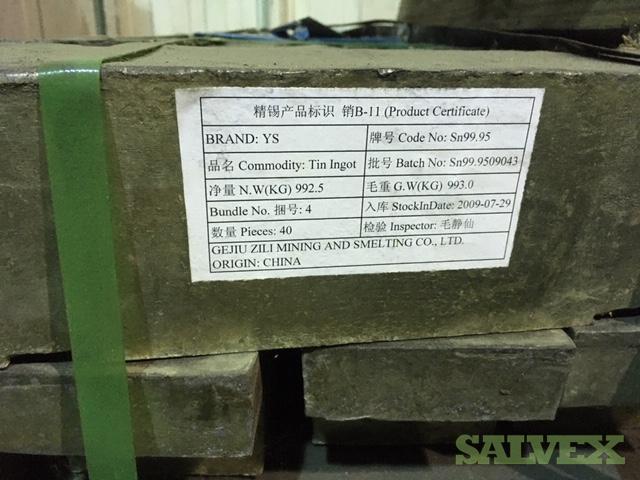 精锡产品标识 销B-11 (Product Certificate)
BRAND: YS 牌号 Code No: Sn99.95
品名 Commodity: Tin Ingot 批号 Batch No: Sn99.9509043
净量 N.W(KG) 992.5 毛重 G.W(KG) 993.0
Bundle No. 捆号: 4 入库 StockInDate: 2009-07-29
数量 Pieces: 40 检验 Inspector: 毛静仙
GEJIU ZILI MINING AND SMELTING CO., LTD.
ORIGIN: CHINA
SALVEX